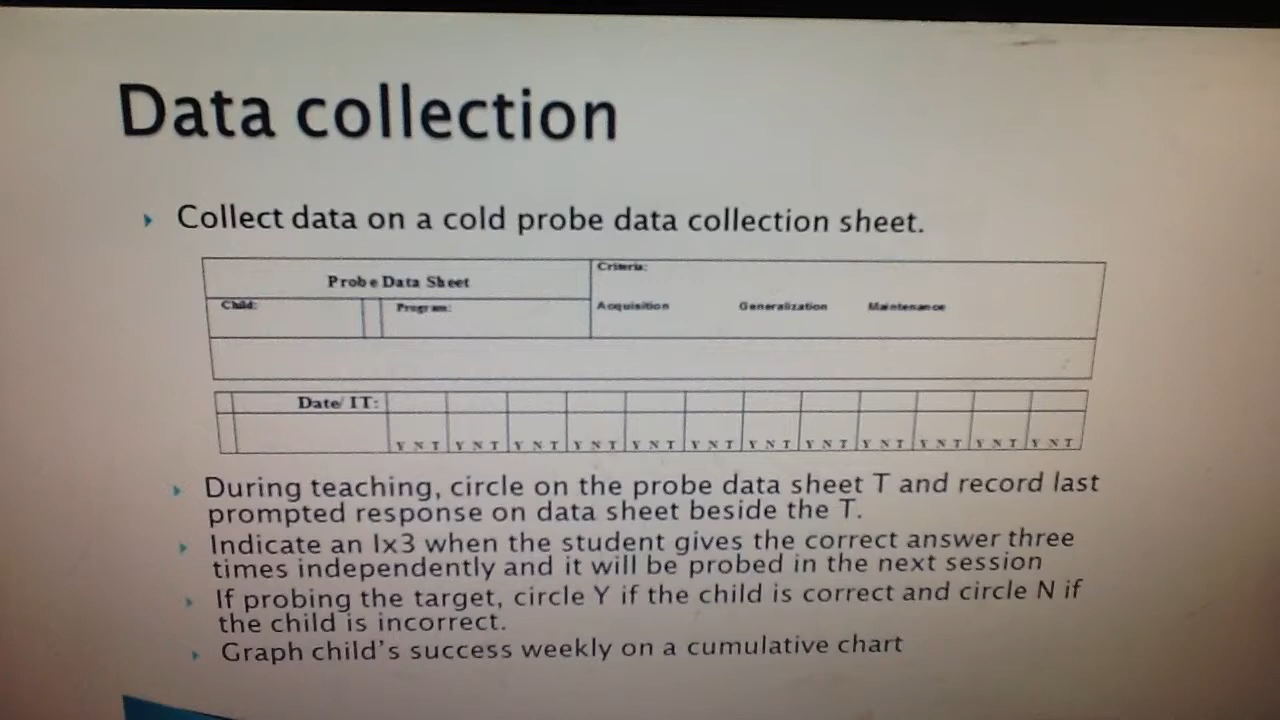 Data collection
Collect data on a cold probe data collection sheet.
Probe Data Sheet
Criteria:
Child:
Program:
Acquisition
Generalization
Maintenance
Date/ IT:
Y N T Y N T Y N T Y N T Y N T Y N T Y N T Y N T Y N T Y N T Y N T Y N T
During teaching, circle on the probe data sheet T and record last
prompted response on data sheet beside the T.
Indicate an Ix3 when the student gives the correct answer three
times independently and it will be probed in the next session
If probing the target, circle Y if the child is correct and circle N if
the child is incorrect.
Graph child's success weekly on a cumulative chart